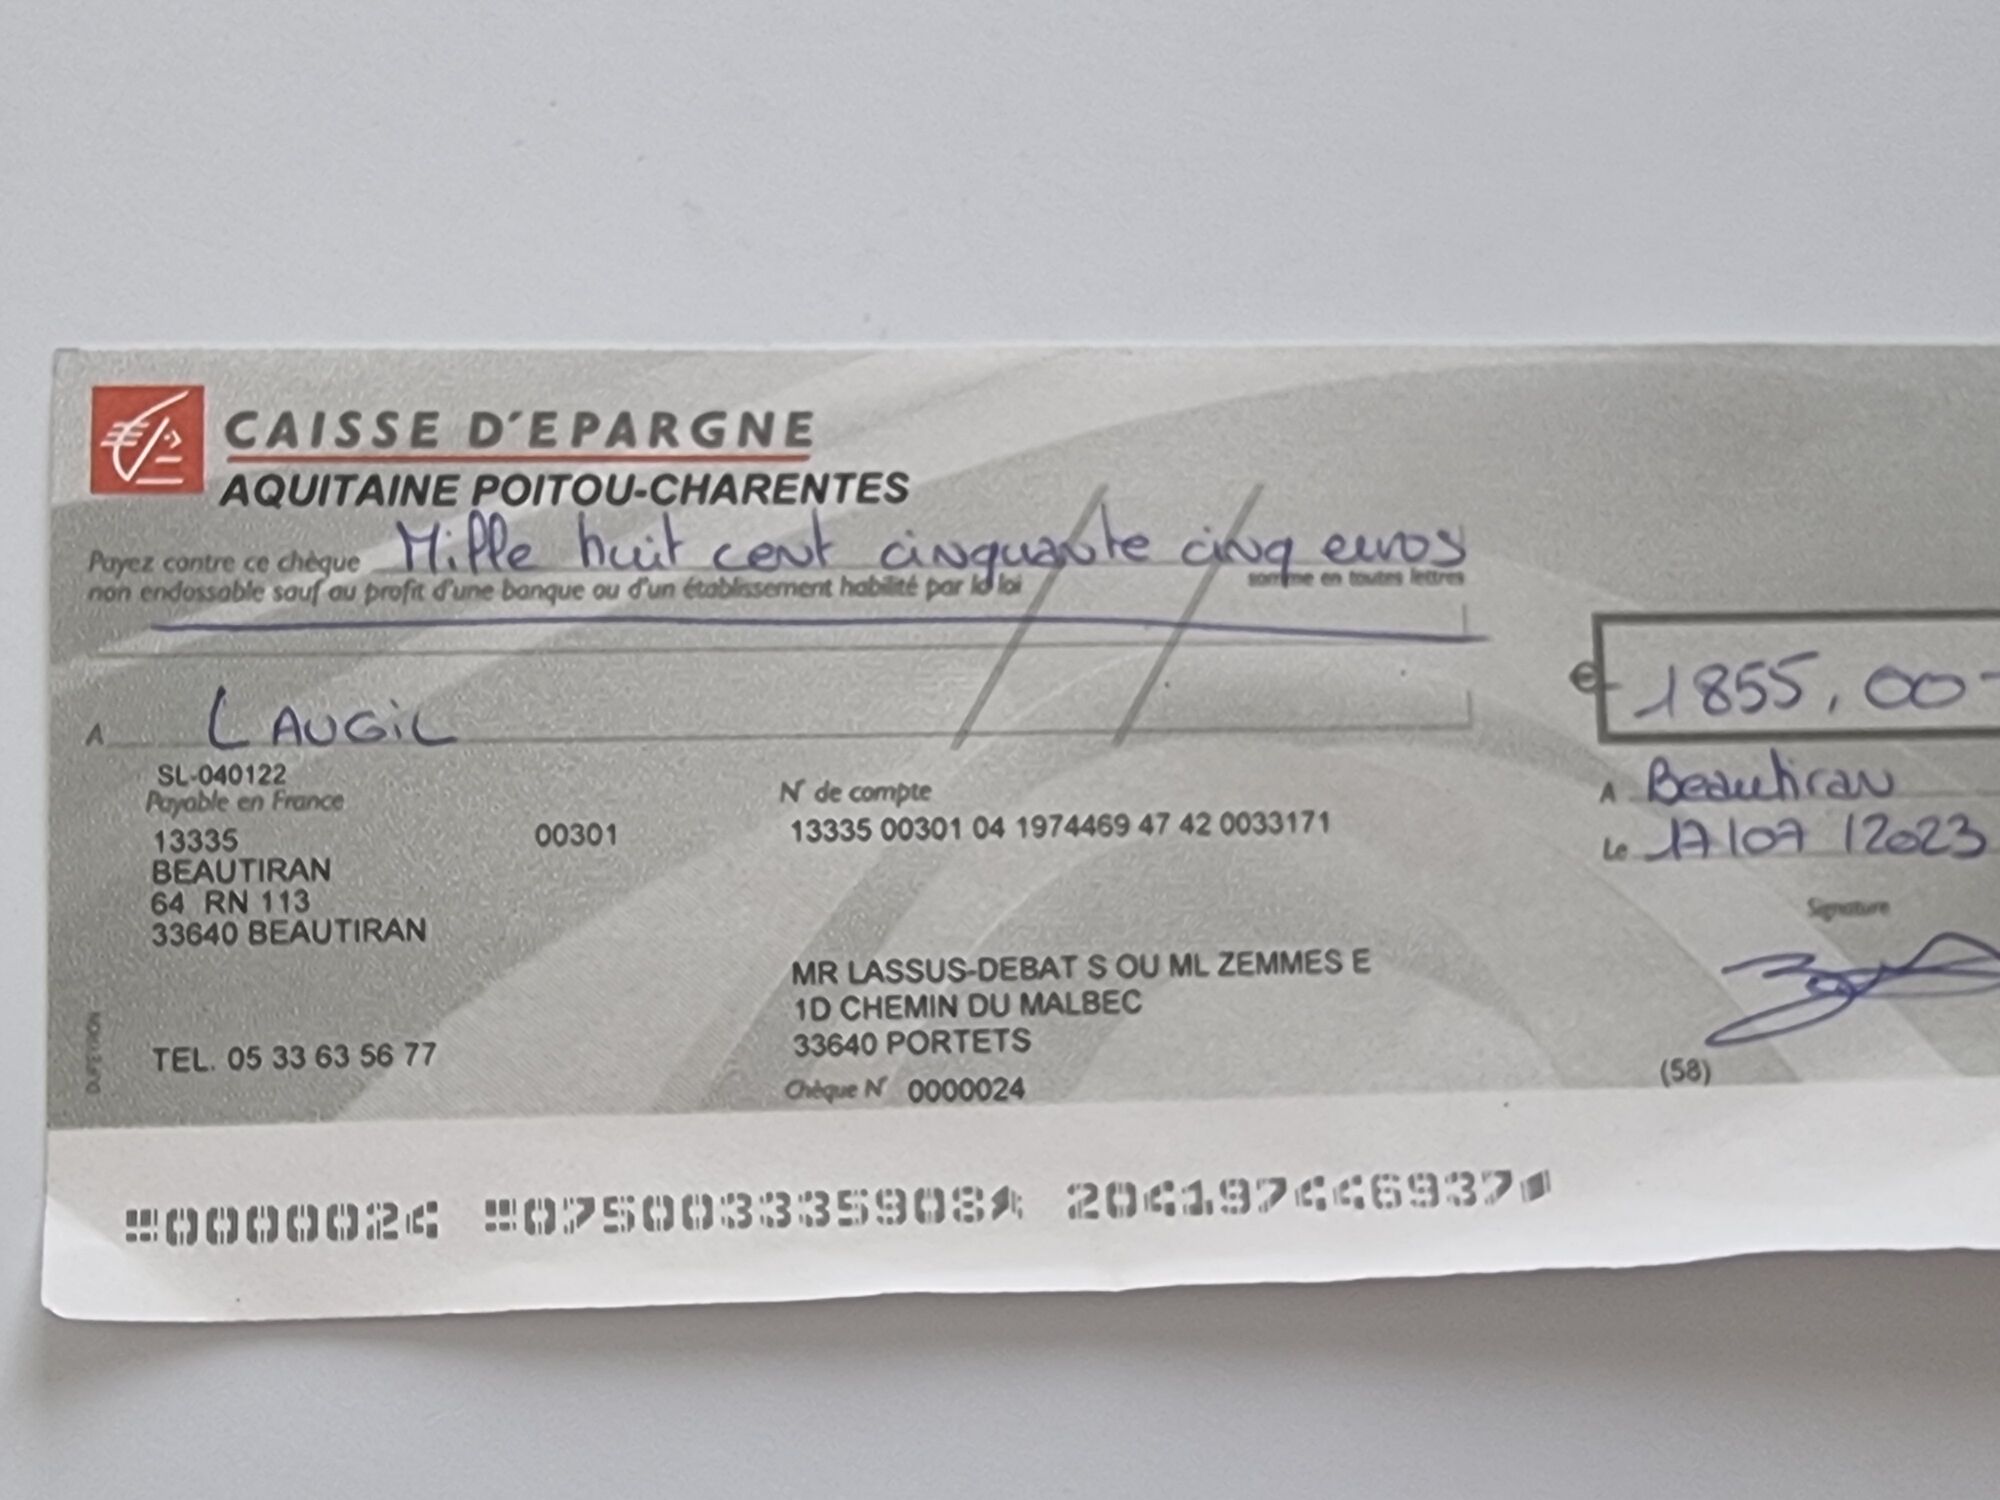 CAISSE D'EPARGNE
AQUITAINE POITOU-CHARENTES
Payez contre ce chèque Mille huit cent cinquante cinq euros
non endossable sauf au profit d'une banque ou d'un établissement habilité par la loi
somme en toutes lettres
€ 1855,00-
A LAUGIL
A Beautiran
Le 17/07/2023
SL-040122
Payable en France
13335 00301
BEAUTIRAN
64 RN 113
33640 BEAUTIRAN
TEL. 05 33 63 56 77
N° de compte
13335 00301 04 1974469 47 42 0033171
MR LASSUS-DEBAT S OU ML ZEMMES E
1D CHEMIN DU MALBEC
33640 PORTETS
Chèque N° 0000024
Signature
(58)
0000024 075003335908 204197446937